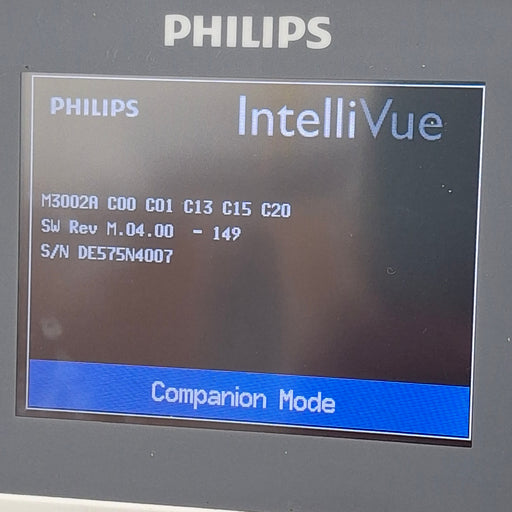 PHILIPS
PHILIPS IntelliVue
M3002A C00 C01 C13 C15 C20
SW Rev M.04.00 - 149
S/N DE575N4007
Companion Mode